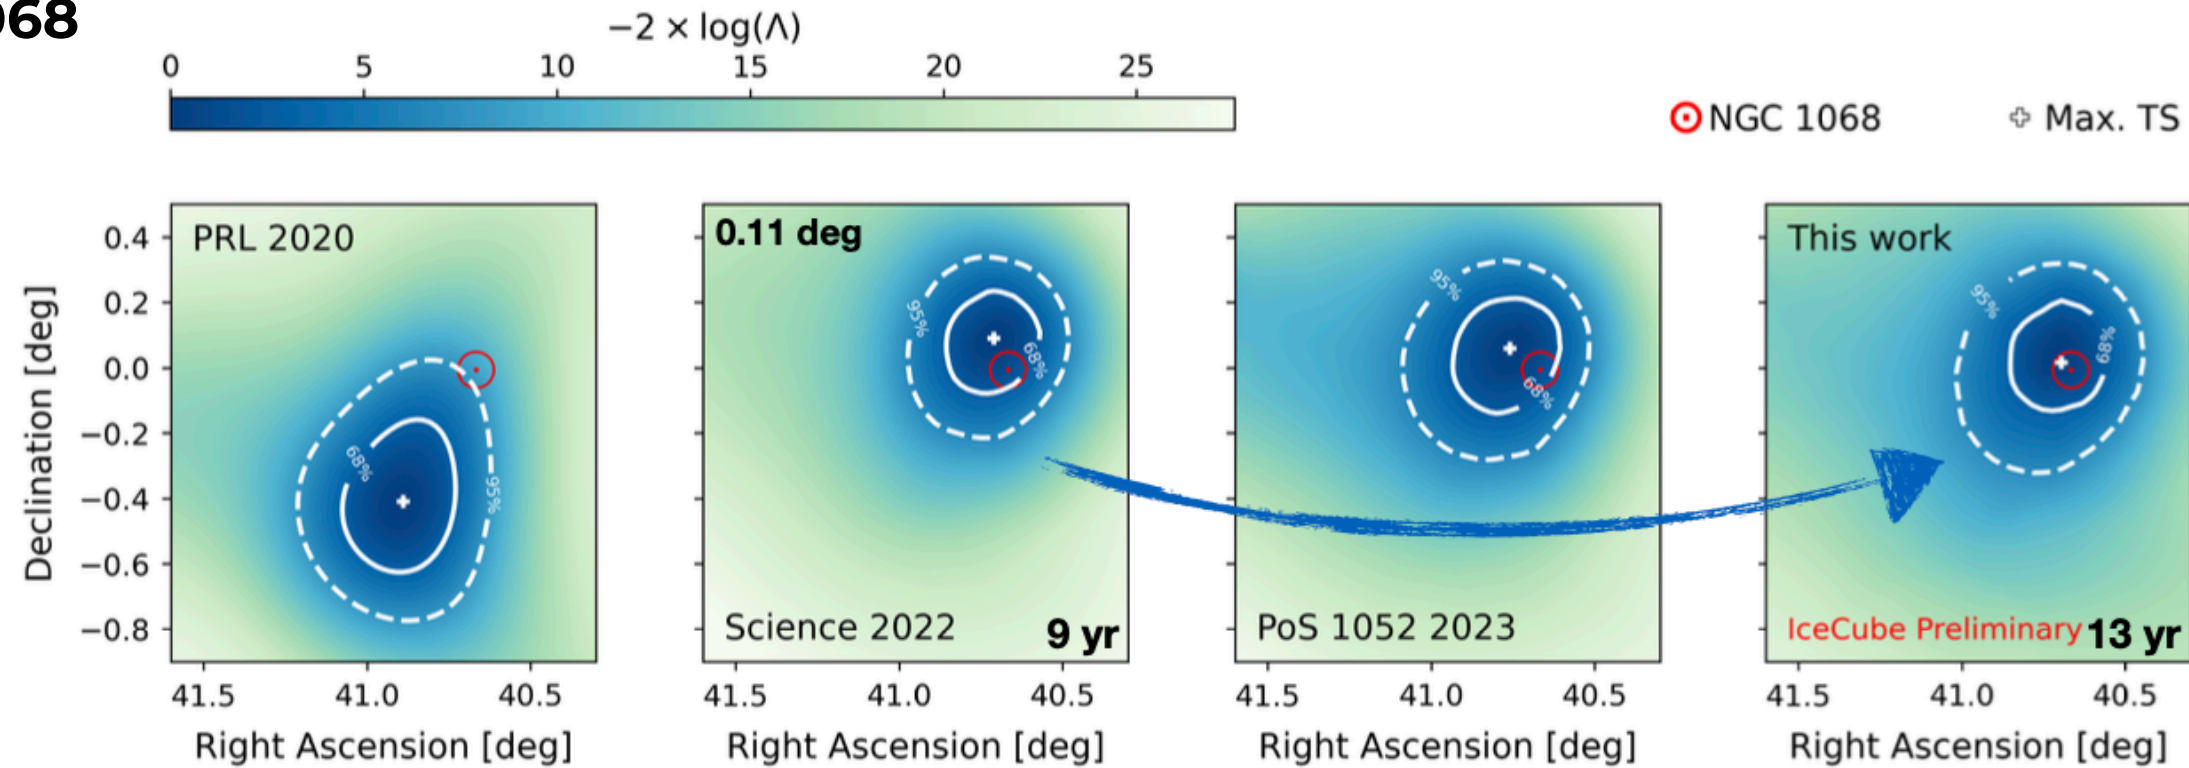 068
−2 × log(Λ)
0 5 10 15 20 25
NGC 1068 Max. TS
PRL 2020
0.11 deg
This work
95%
68%
95%
68%
95%
68%
95%
68%
Science 2022
9 yr
PoS 1052 2023
IceCube Preliminary 13 yr
Declination [deg]
0.4
0.2
0.0
−0.2
−0.4
−0.6
−0.8
41.5 41.0 40.5
41.5 41.0 40.5
41.5 41.0 40.5
41.5 41.0 40.5
Right Ascension [deg]
Right Ascension [deg]
Right Ascension [deg]
Right Ascension [deg]